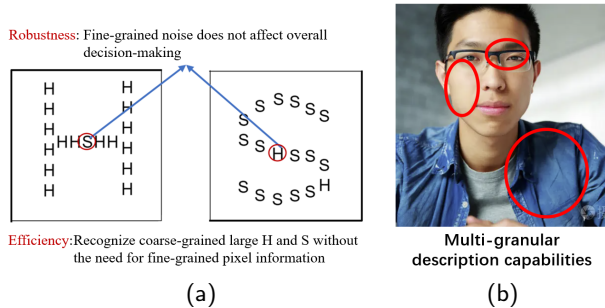 Robustness: Fine-grained noise does not affect overall
decision-making
H H
H H
H H
HHSHH
H H
H H
H H
S S S S S
S
S
S S H S S S
S
S S S S S S H
Efficiency:Recognize coarse-grained large H and S without
the need for fine-grained pixel information
(a)
Multi-granular
description capabilities
(b)